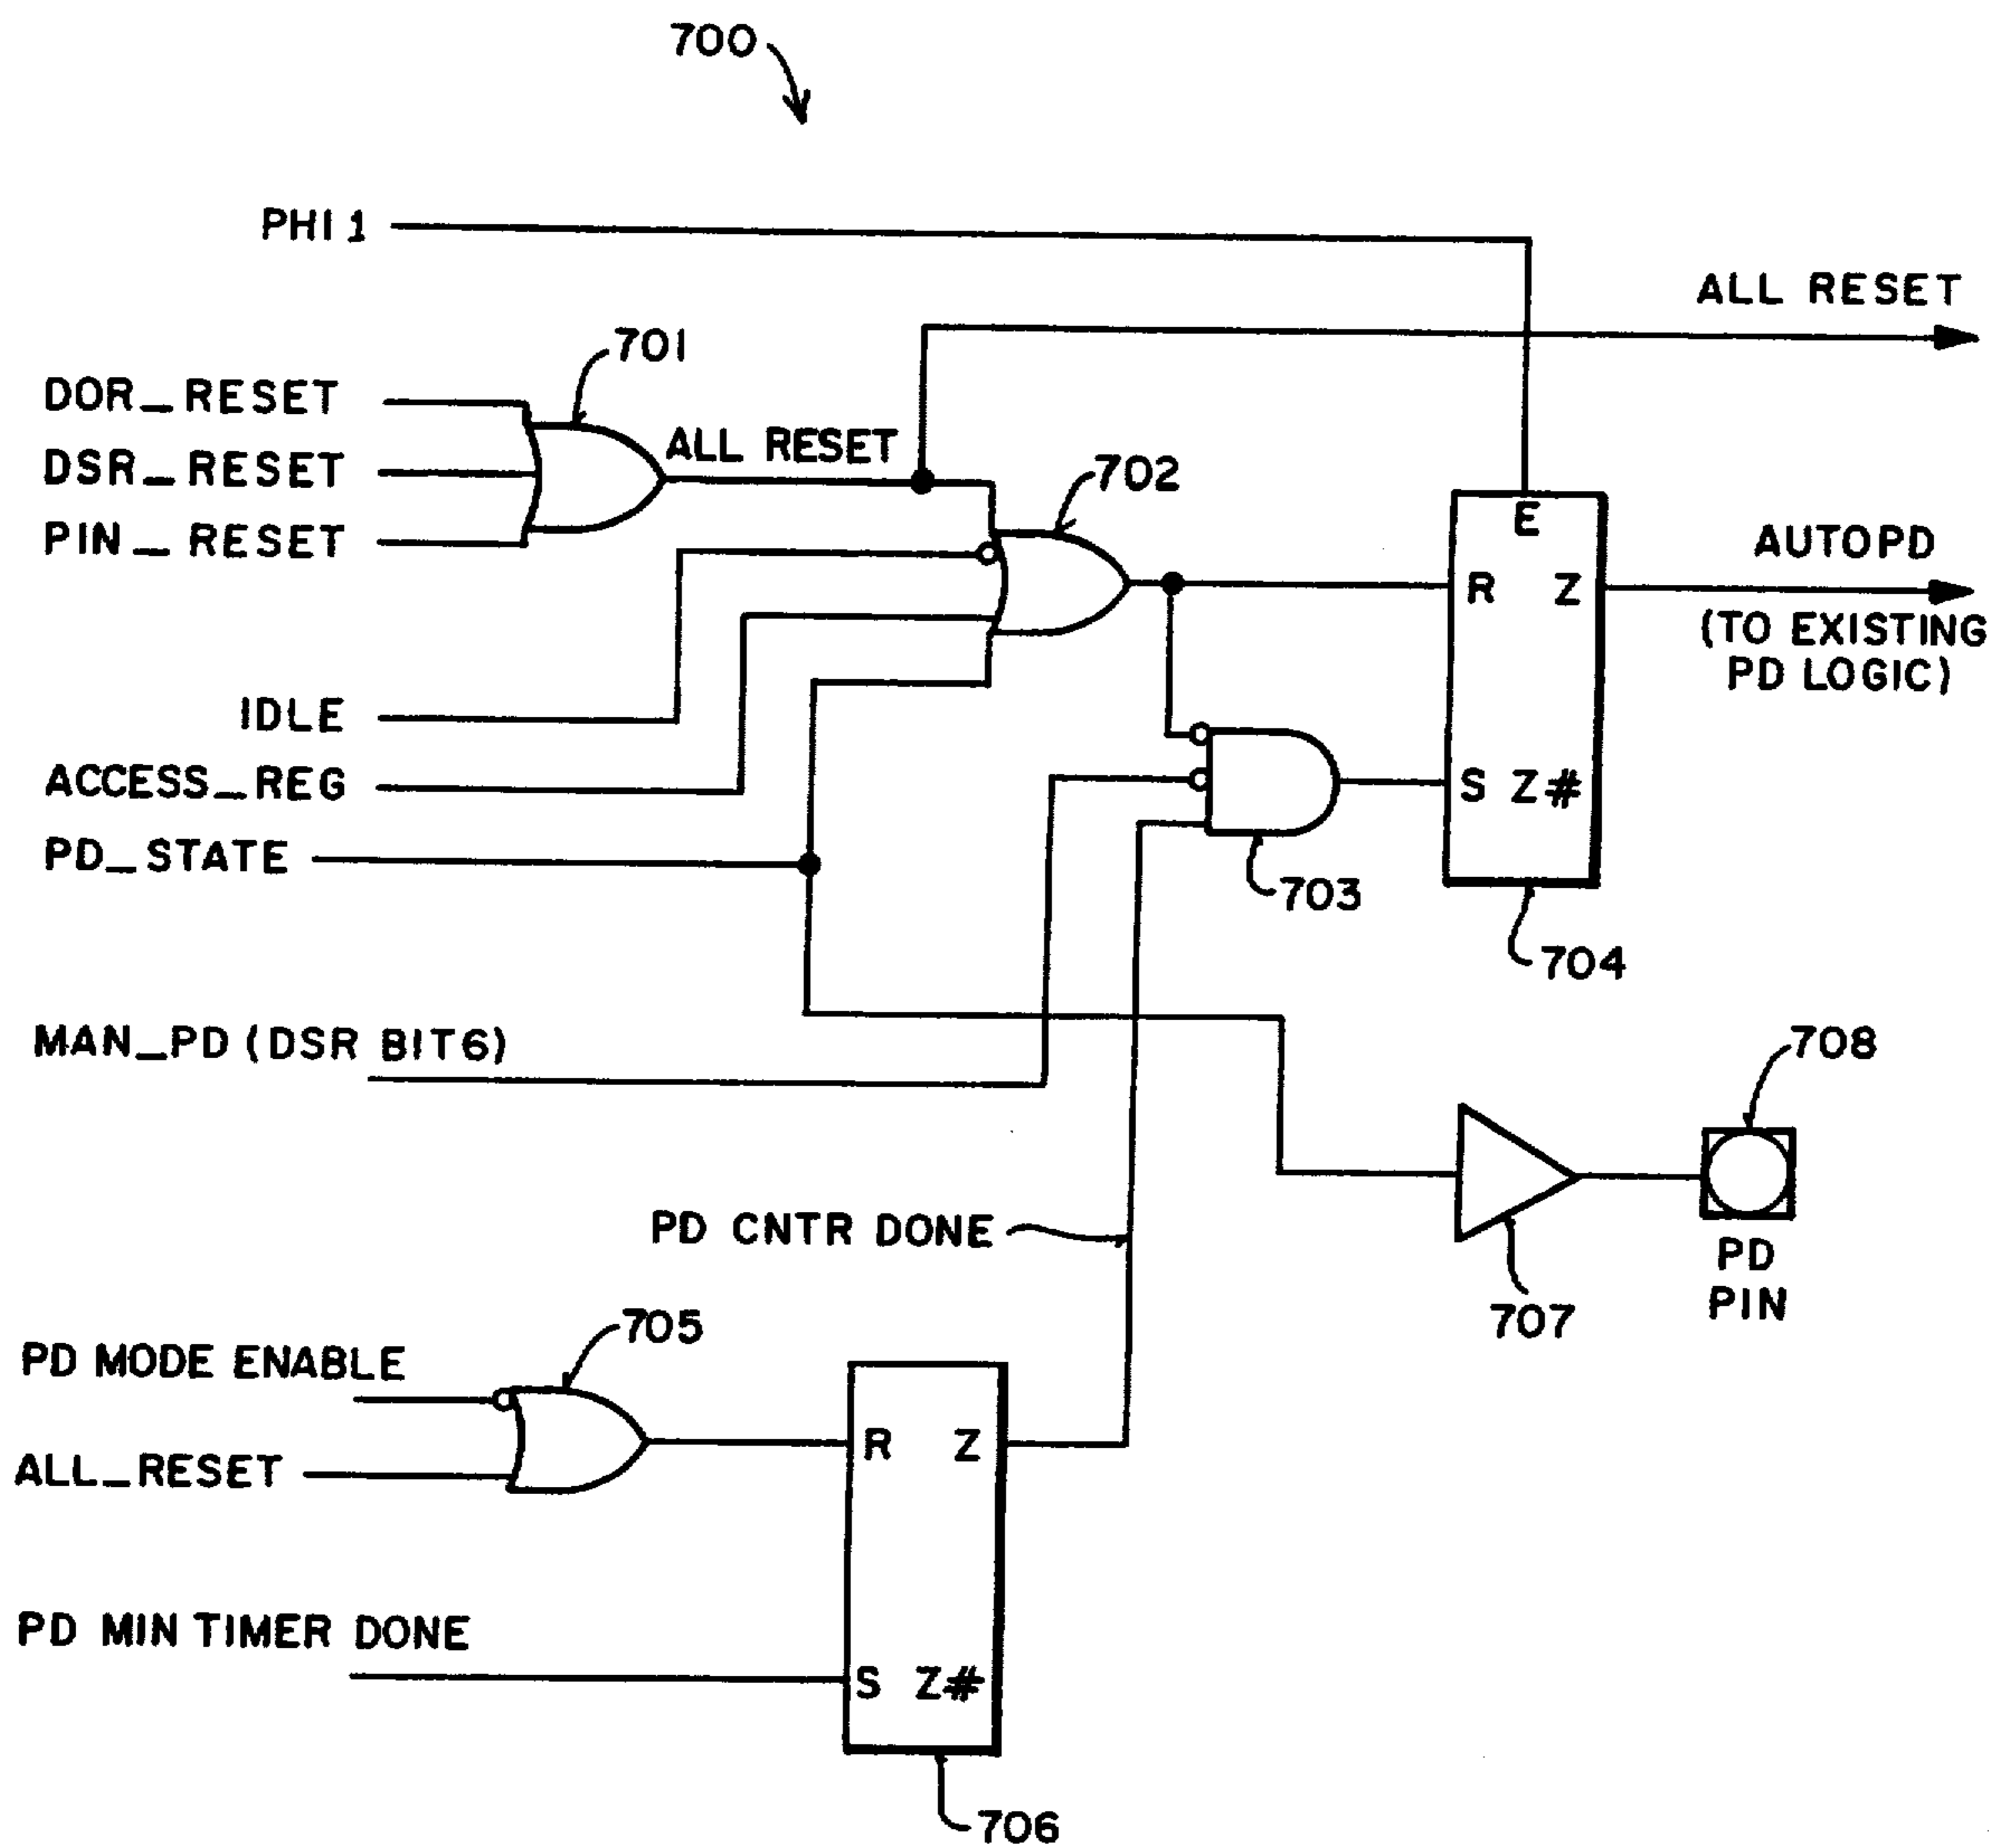 700
PHI 1
ALL RESET
701
DOR_RESET
ALL RESET
702
DSR_RESET
PIN_RESET
E
AUTOPD
R Z
(TO EXISTING
PD LOGIC)
IDLE
ACCESS_REG
S Z#
PD_STATE
703
704
MAN_PD (DSR BIT6)
708
PD CNTR DONE
PD
PIN
707
705
PD MODE ENABLE
R Z
ALL_RESET
PD MIN TIMER DONE
S Z#
706